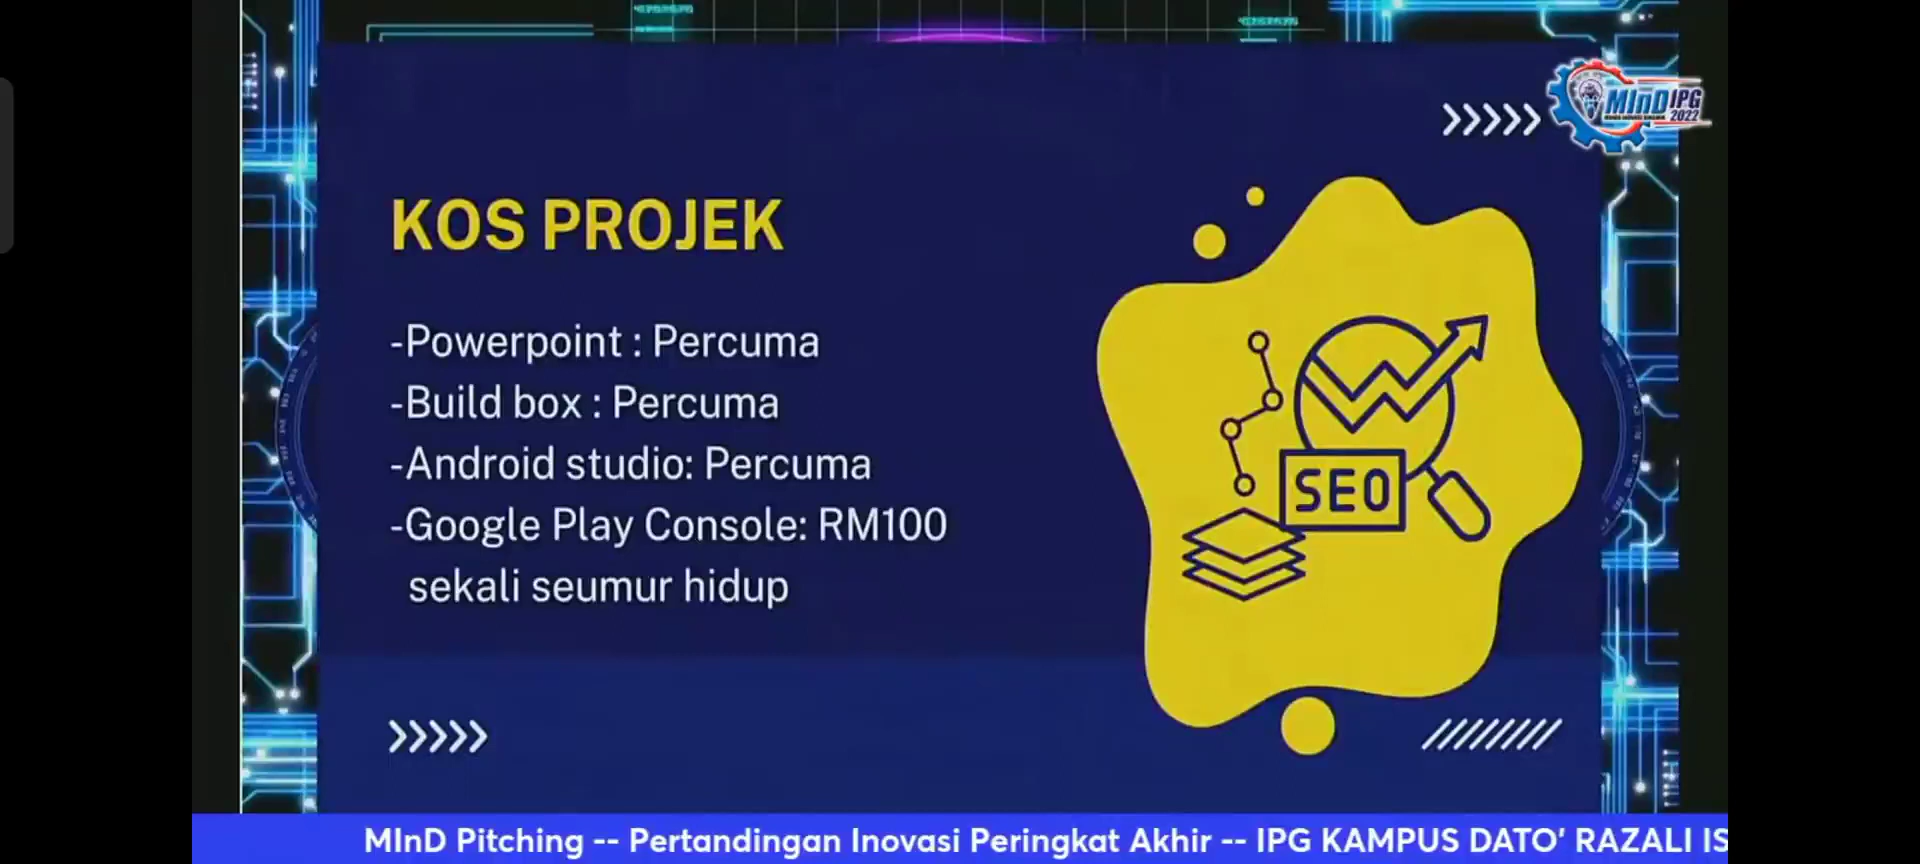 MInD IPG
2022
KOS PROJEK
-Powerpoint : Percuma
-Build box : Percuma
-Android studio: Percuma
-Google Play Console: RM100
sekali seumur hidup
SEO
MInD Pitching -- Pertandingan Inovasi Peringkat Akhir -- IPG KAMPUS DATO’ RAZALI IS